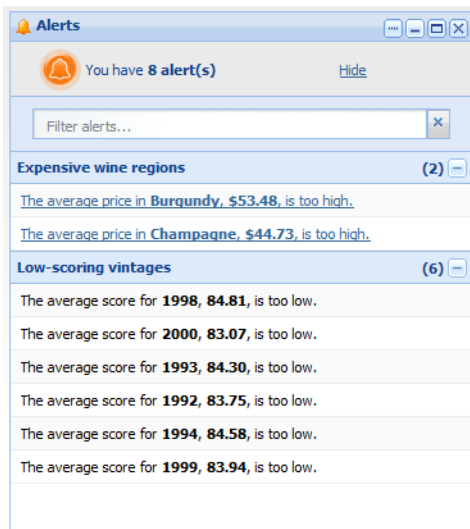 Alerts
You have 8 alert(s) Hide
Filter alerts...
Expensive wine regions (2)
The average price in Burgundy, $53.48, is too high.
The average price in Champagne, $44.73, is too high.
Low-scoring vintages (6)
The average score for 1998, 84.81, is too low.
The average score for 2000, 83.07, is too low.
The average score for 1993, 84.30, is too low.
The average score for 1992, 83.75, is too low.
The average score for 1994, 84.58, is too low.
The average score for 1999, 83.94, is too low.